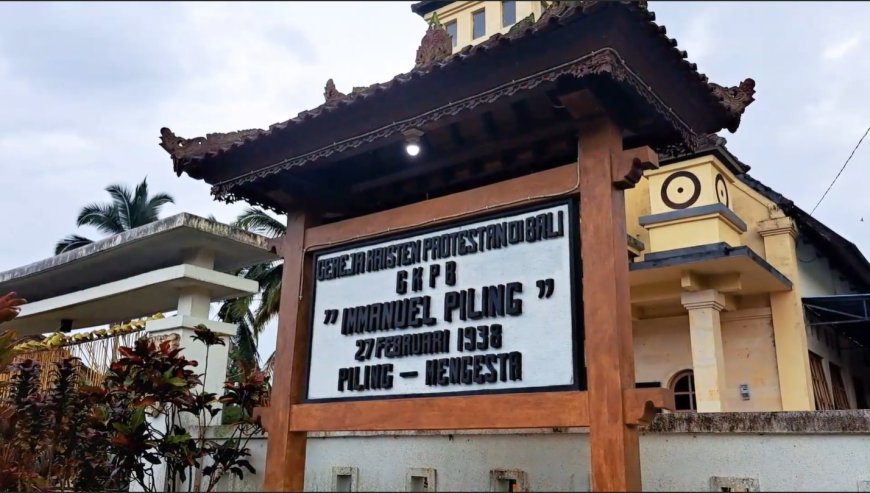 GEREJA KRISTEN PROTESTAN DI BALI
G K P B
" IMMANUEL PILING "
27 FEBRUARI 1938
PILING - MENGESTA